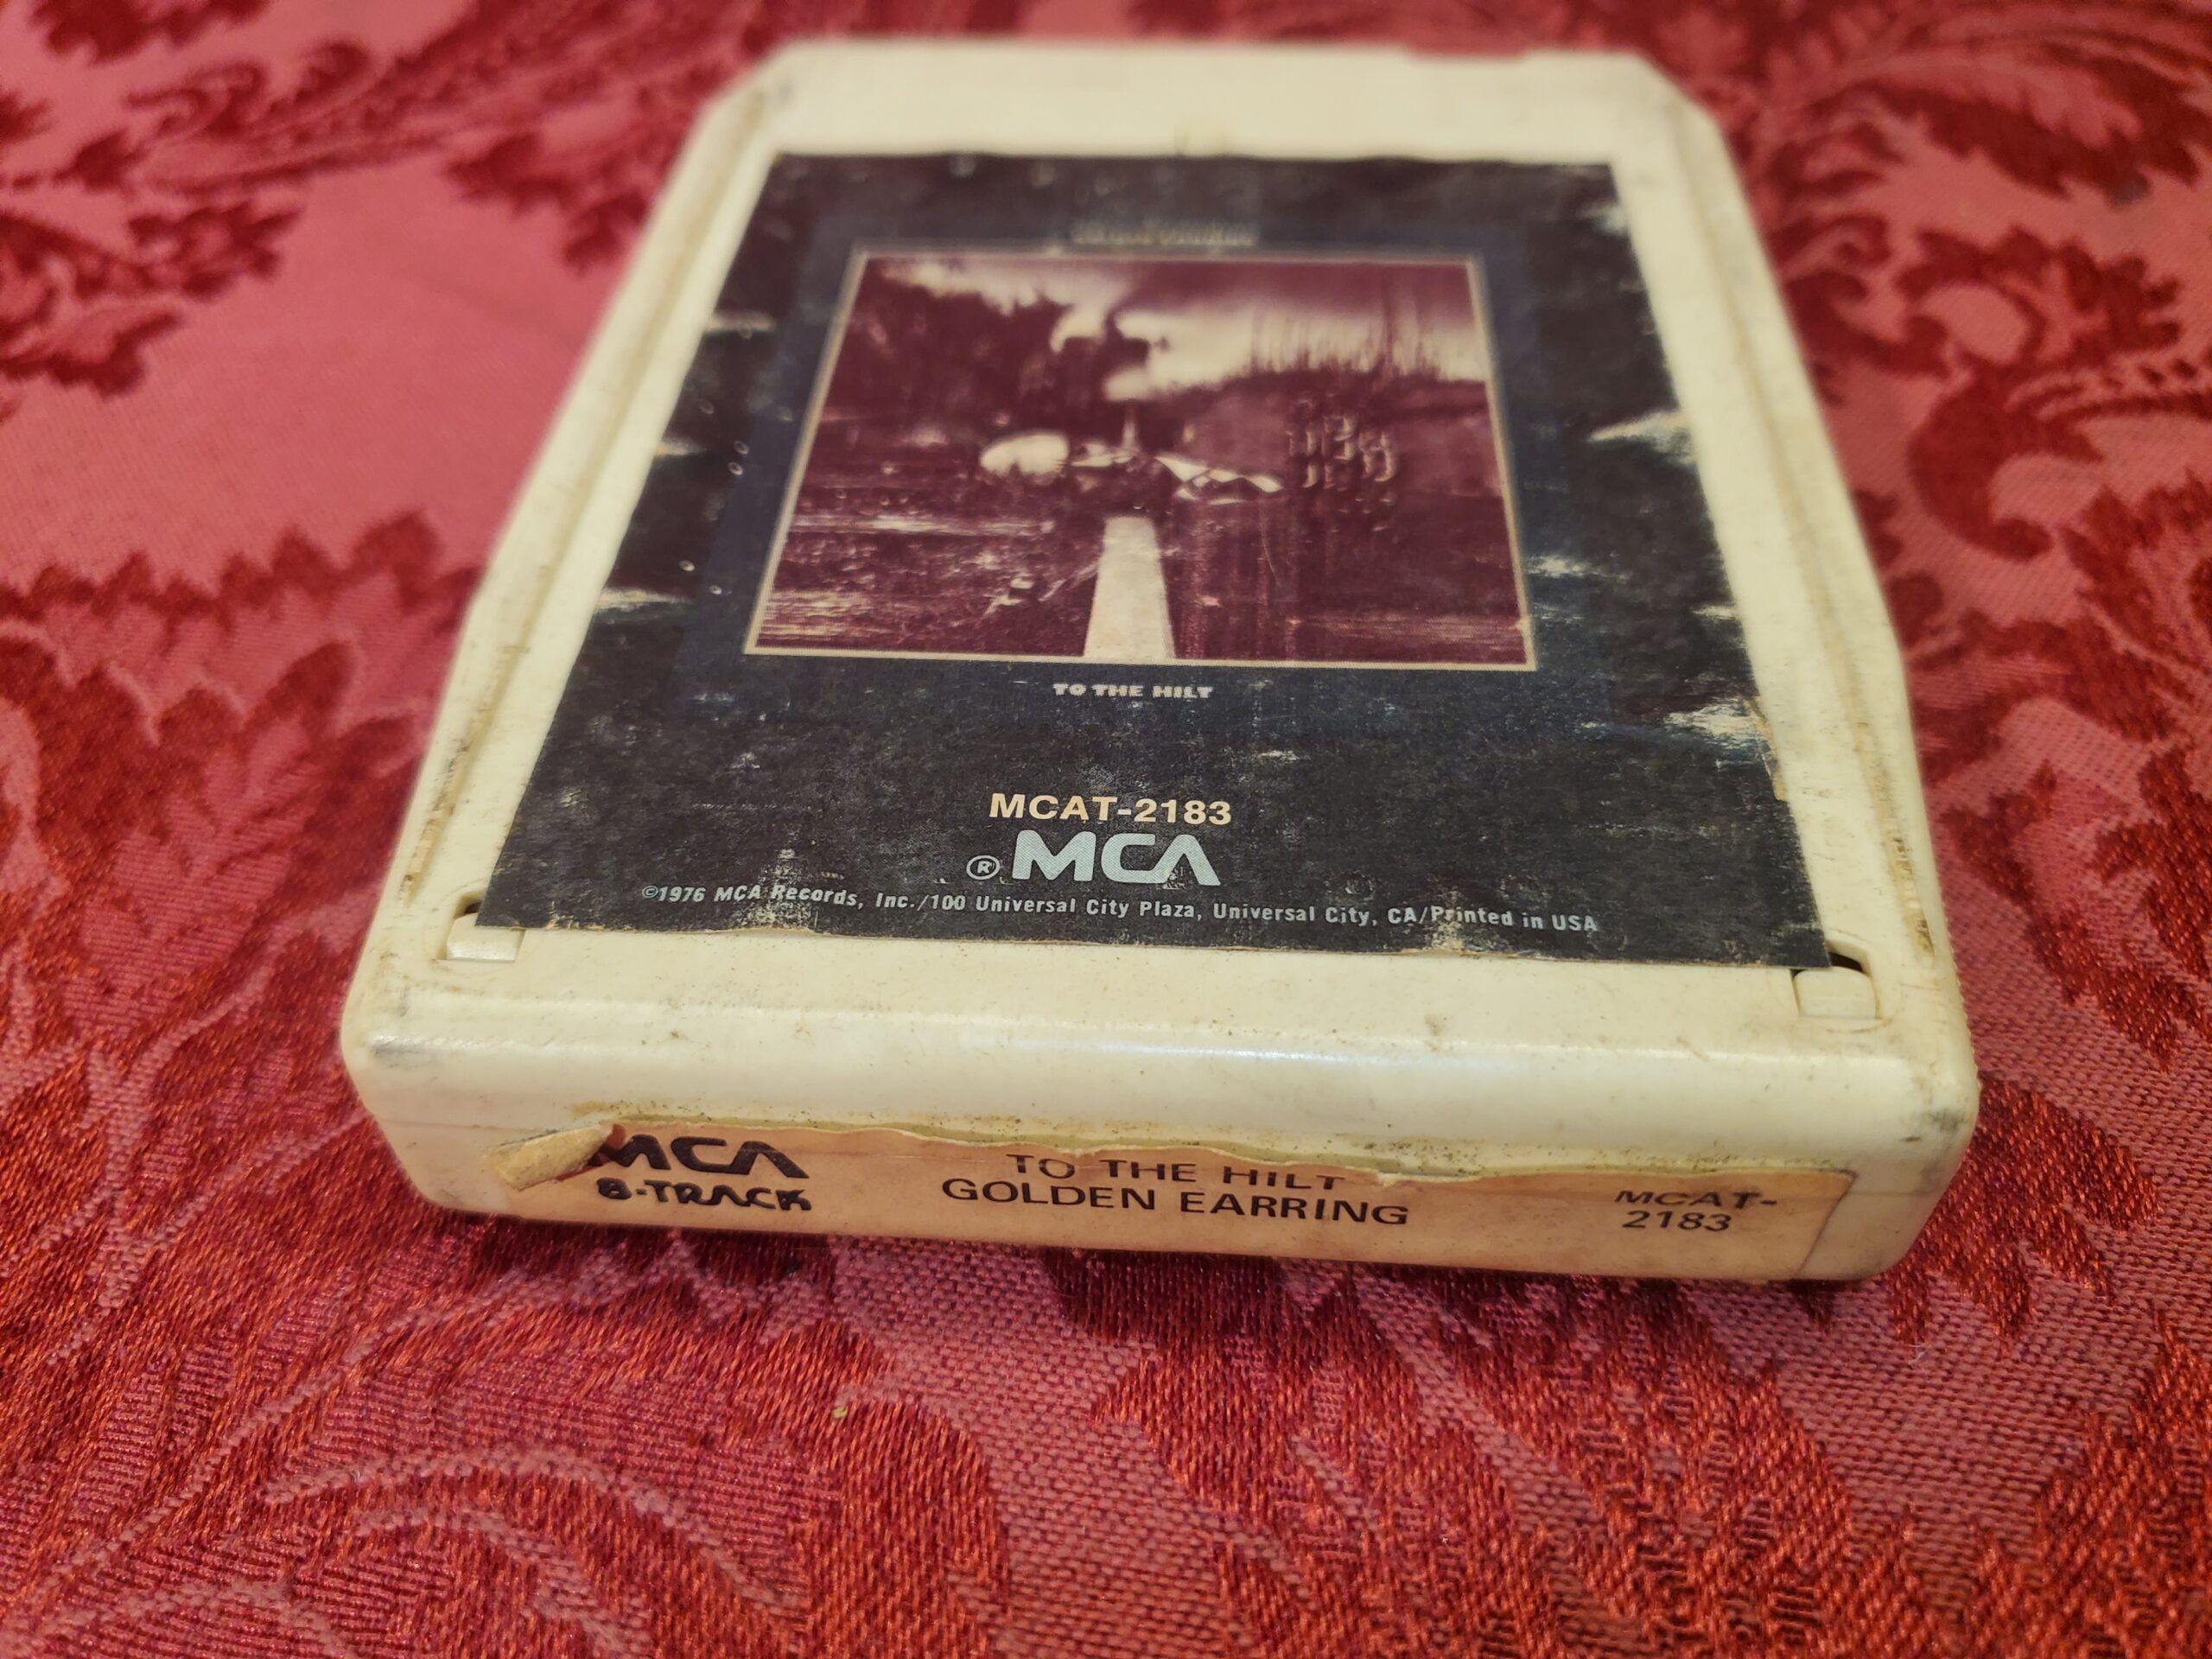 TO THE HILT
MCAT-2183
® MCA
©1976 MCA Records, Inc./100 Universal City Plaza, Universal City, CA/Printed in USA
MCA
8-TRACK
TO THE HILT
GOLDEN EARRING
MCAT-
2183